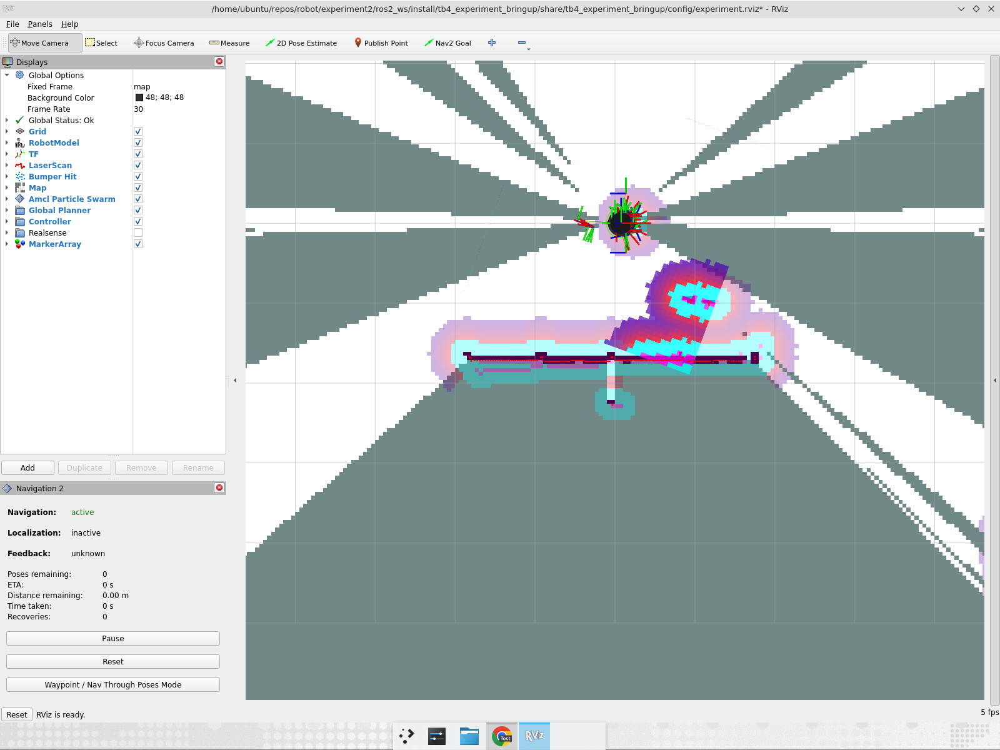 /home/ubuntu/repos/robot/experiment2/ros2_ws/install/tb4_experiment_bringup/share/tb4_experiment_bringup/config/experiment.rviz* - RViz
File Panels Help
Move Camera Select Focus Camera Measure 2D Pose Estimate Publish Point Nav2 Goal
Displays
Global Options
Fixed Frame map
Background Color 48; 48; 48
Frame Rate 30
Global Status: Ok
Grid
RobotModel
TF
LaserScan
Bumper Hit
Map
Amcl Particle Swarm
Global Planner
Controller
Realsense
MarkerArray
Add Duplicate Remove Rename
Navigation 2
Navigation: active
Localization: inactive
Feedback: unknown
Poses remaining: 0
ETA: 0 s
Distance remaining: 0.00 m
Time taken: 0 s
Recoveries: 0
Pause
Reset
Waypoint / Nav Through Poses Mode
Reset RViz is ready. 5 fps
Test RViz